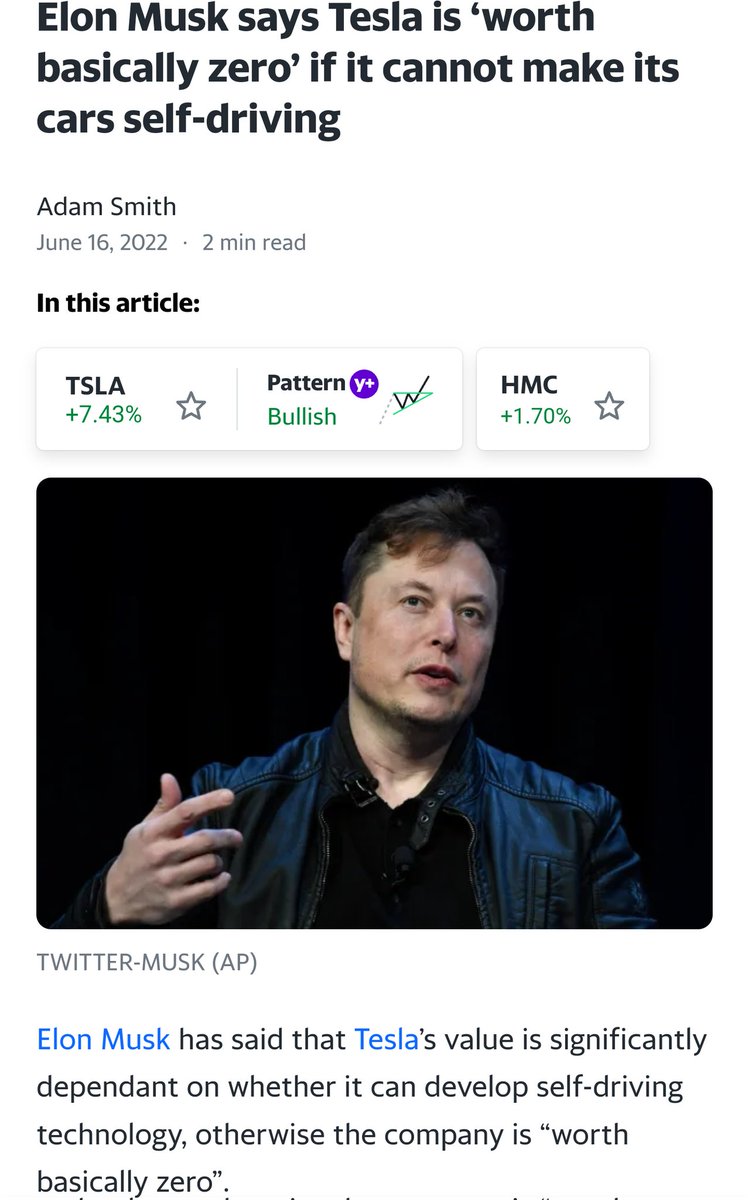 Elon Musk says Tesla is ‘worth
basically zero’ if it cannot make its
cars self-driving
Adam Smith
June 16, 2022 · 2 min read
In this article:
TSLA
+7.43%
Pattern y+
Bullish
HMC
+1.70%
TWITTER-MUSK (AP)
Elon Musk has said that Tesla’s value is significantly
dependant on whether it can develop self-driving
technology, otherwise the company is “worth
basically zero”.